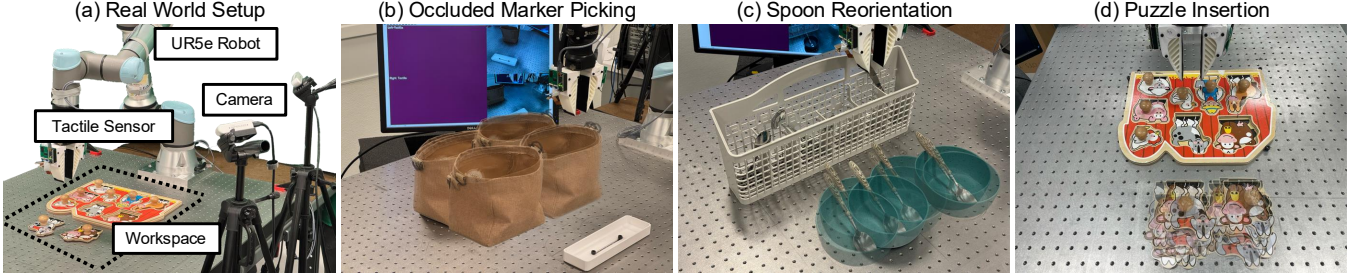 (a) Real World Setup
UR5e Robot
Camera
Tactile Sensor
Workspace
(b) Occluded Marker Picking
(c) Spoon Reorientation
(d) Puzzle Insertion